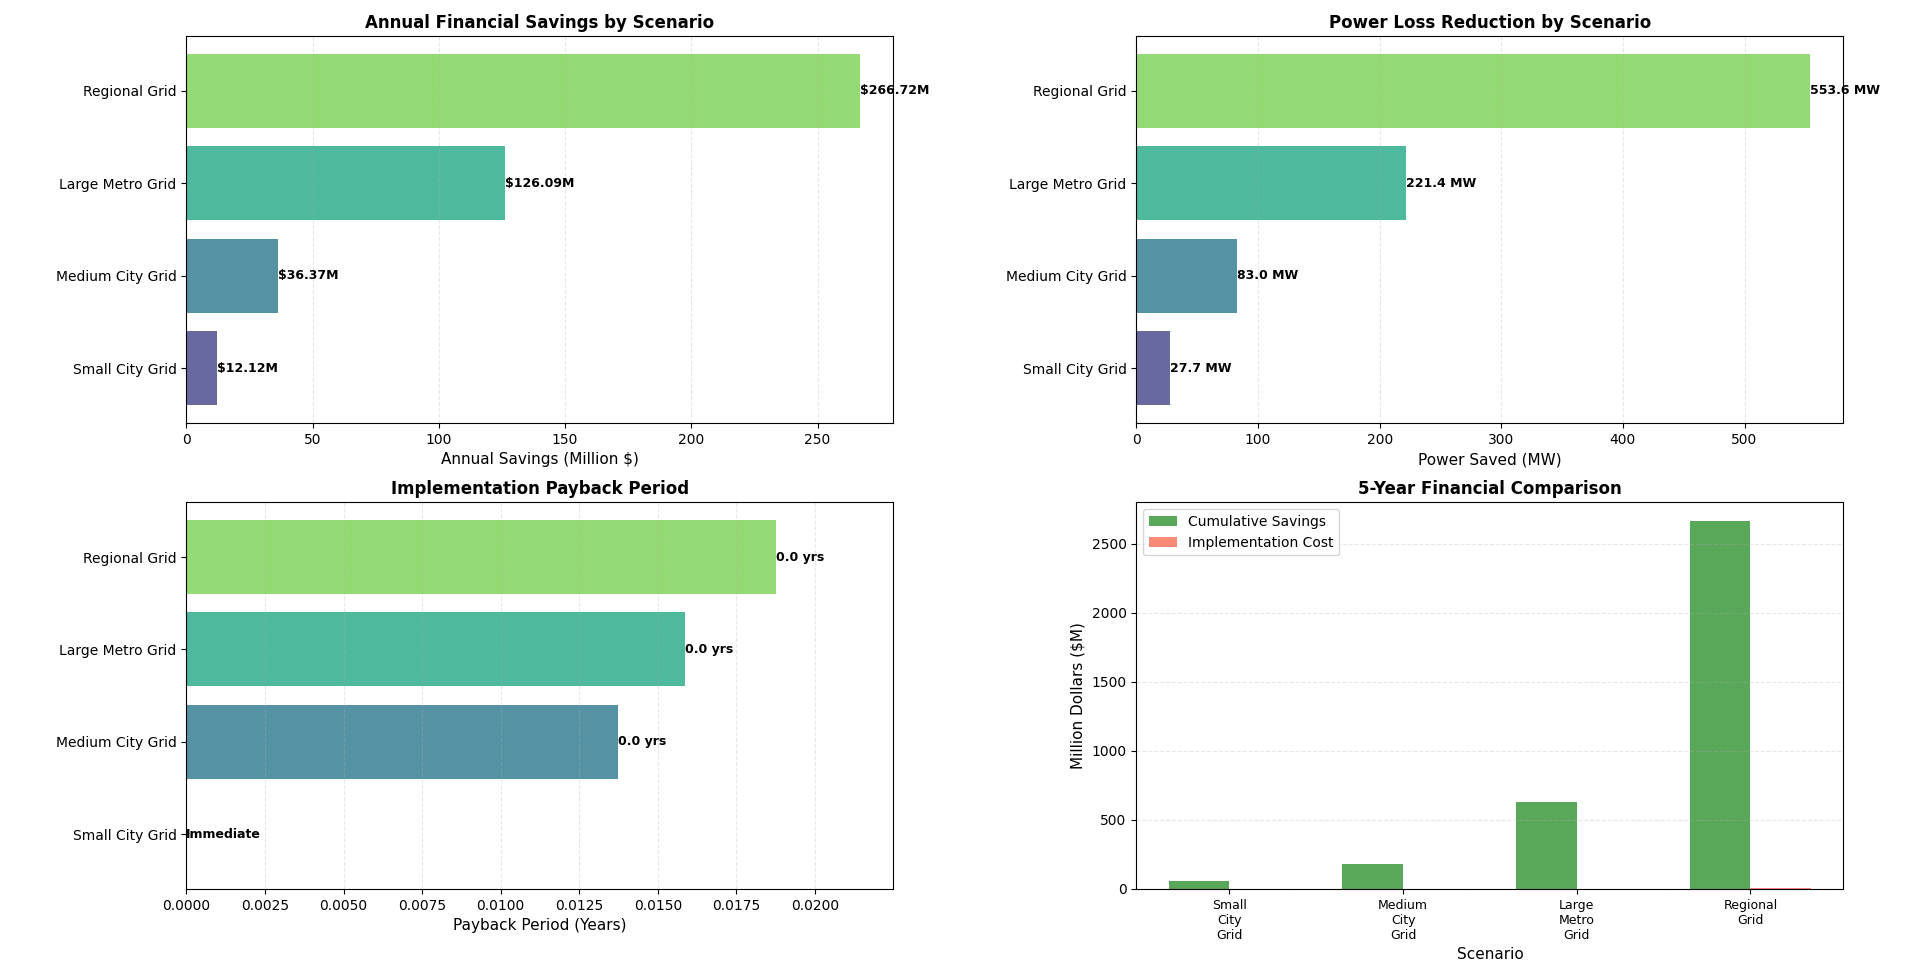 Annual Financial Savings by Scenario
Regional Grid
$266.72M
Large Metro Grid
$126.09M
Medium City Grid
$36.37M
Small City Grid
$12.12M
0 50 100 150 200 250
Annual Savings (Million $)
Power Loss Reduction by Scenario
Regional Grid
553.6 MW
Large Metro Grid
221.4 MW
Medium City Grid
83.0 MW
Small City Grid
27.7 MW
0 100 200 300 400 500
Power Saved (MW)
Implementation Payback Period
Regional Grid
0.0 yrs
Large Metro Grid
0.0 yrs
Medium City Grid
0.0 yrs
Small City Grid
Immediate
0.0000 0.0025 0.0050 0.0075 0.0100 0.0125 0.0150 0.0175 0.0200
Payback Period (Years)
5-Year Financial Comparison
Cumulative Savings
Implementation Cost
Million Dollars ($M)
2500
2000
1500
1000
500
0
Small
City
Grid
Medium
City
Grid
Large
Metro
Grid
Regional
Grid
Scenario